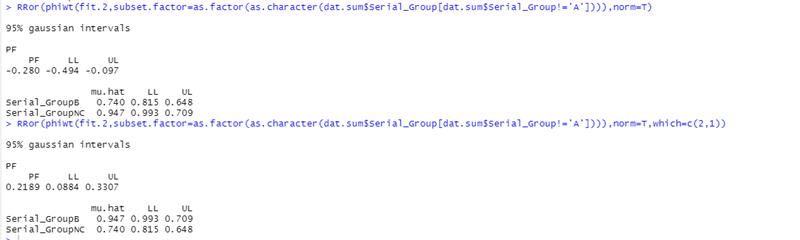 > RRor(phiwt(fit.2,subset.factor=as.factor(as.character(dat.sum$Serial_Group[dat.sum$Serial_Group!='A']))),norm=T)
95% gaussian intervals
PF
PF LL UL
-0.280 -0.494 -0.097
mu.hat LL UL
Serial_GroupB 0.740 0.815 0.648
Serial_GroupNC 0.947 0.993 0.709
> RRor(phiwt(fit.2,subset.factor=as.factor(as.character(dat.sum$Serial_Group[dat.sum$Serial_Group!='A']))),norm=T,which=c(2,1))
95% gaussian intervals
PF
PF LL UL
0.2189 0.0884 0.3307
mu.hat LL UL
Serial_GroupB 0.947 0.993 0.709
Serial_GroupNC 0.740 0.815 0.648
>